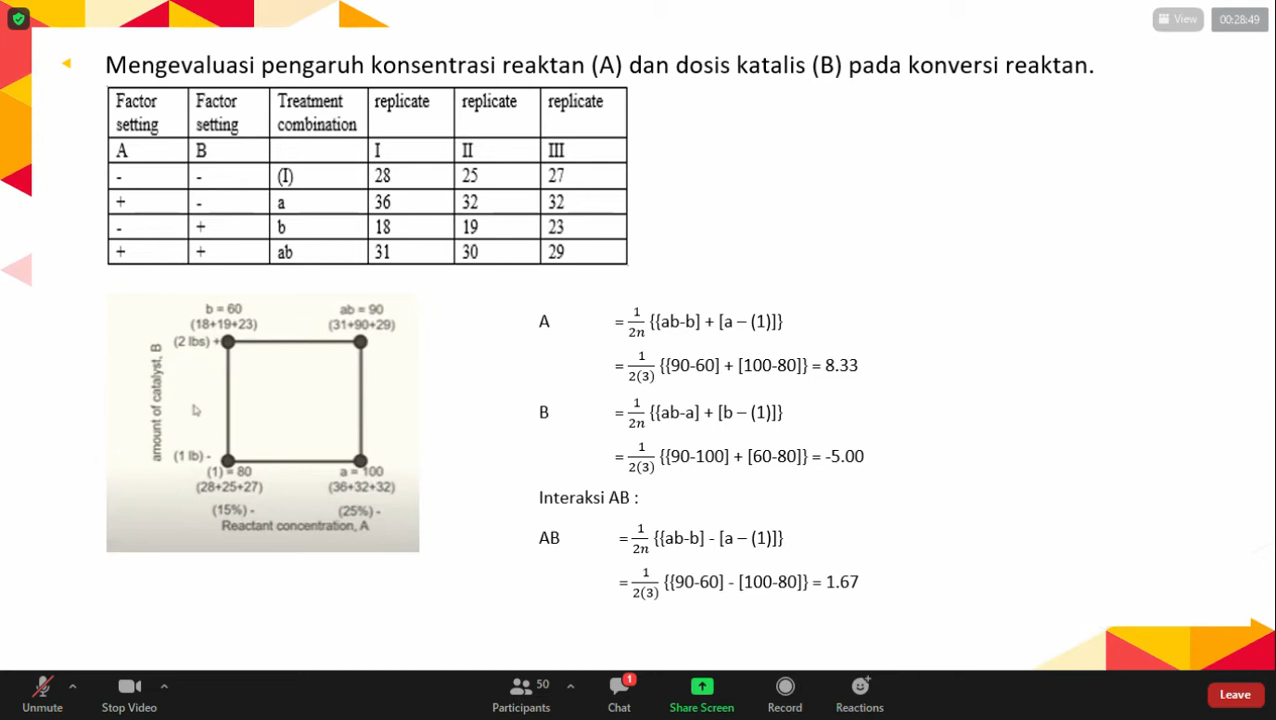 View
00:28:49
Mengevaluasi pengaruh konsentrasi reaktan (A) dan dosis katalis (B) pada konversi reaktan.
Factor setting Factor setting Treatment combination replicate replicate replicate
A B I II III
- - (I) 28 25 27
+ - a 36 32 32
- + b 18 19 23
+ + ab 31 30 29
b = 60 ab = 90
(18+19+23) (31+90+29)
(2 lbs) +
amount of catalyst, B
(1 lb) -
(1) = 80 a = 100
(28+25+27) (36+32+32)
(15%) - (25%) -
Reactant concentration, A
A = 1/2n {{ab-b] + [a – (1)]}
= 1/2(3) {{90-60] + [100-80]} = 8.33
B = 1/2n {{ab-a] + [b – (1)]}
= 1/2(3) {{90-100] + [60-80]} = -5.00
Interaksi AB :
AB = 1/2n {{ab-b] - [a – (1)]}
= 1/2(3) {{90-60] - [100-80]} = 1.67
Unmute Stop Video 50 Participants 1 Chat Share Screen Record Reactions Leave